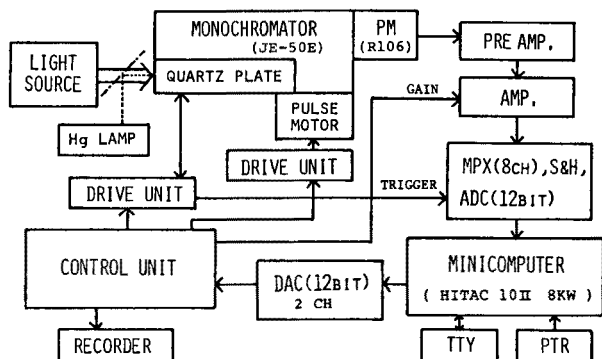 MONOCHROMATOR
(JE-50E)
PM
(R106)
PRE AMP.
LIGHT
SOURCE
QUARTZ PLATE
GAIN
AMP.
PULSE
MOTOR
Hg LAMP
DRIVE UNIT
MPX(8CH),S&H,
ADC(12BIT)
DRIVE UNIT
TRIGGER
CONTROL UNIT
DAC(12BIT)
2 CH
MINICOMPUTER
( HITAC 10II 8KW )
RECORDER
TTY
PTR